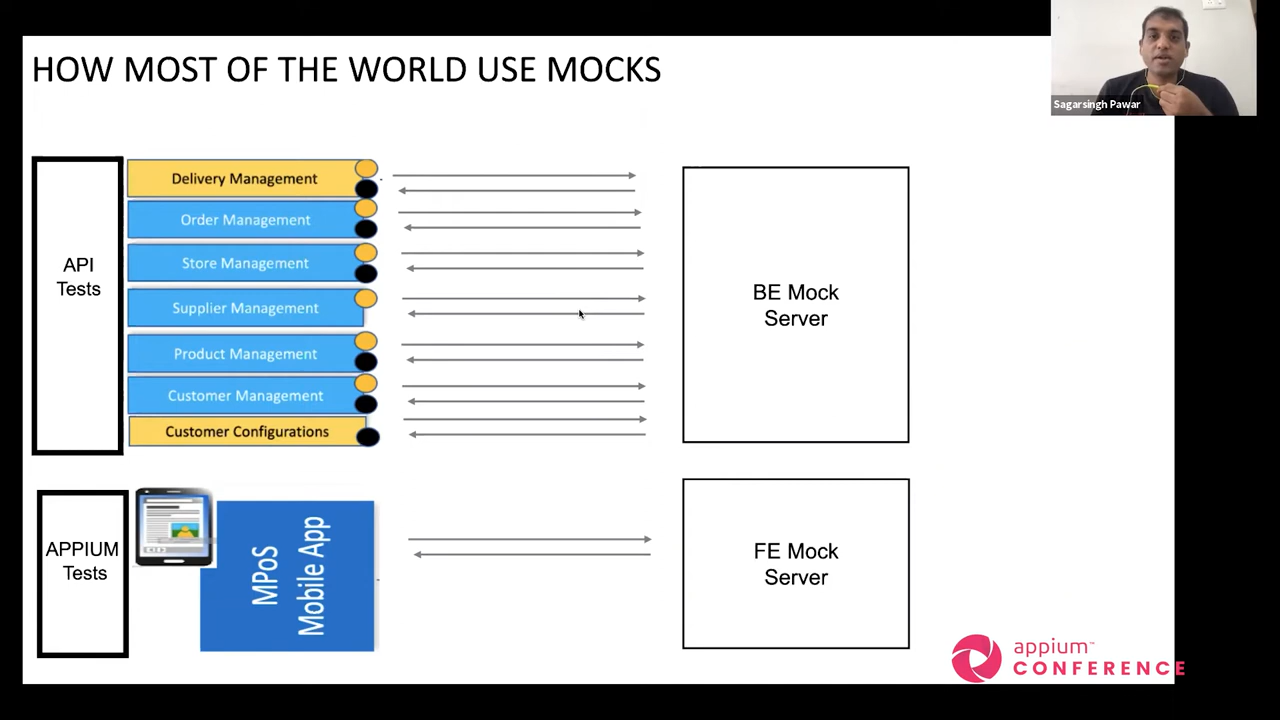 HOW MOST OF THE WORLD USE MOCKS
Sagarsingh Pawar
API
Tests
Delivery Management
Order Management
Store Management
Supplier Management
Product Management
Customer Management
Customer Configurations
BE Mock
Server
APPIUM
Tests
MPoS
Mobile App
FE Mock
Server
appium™
CONFERENCE